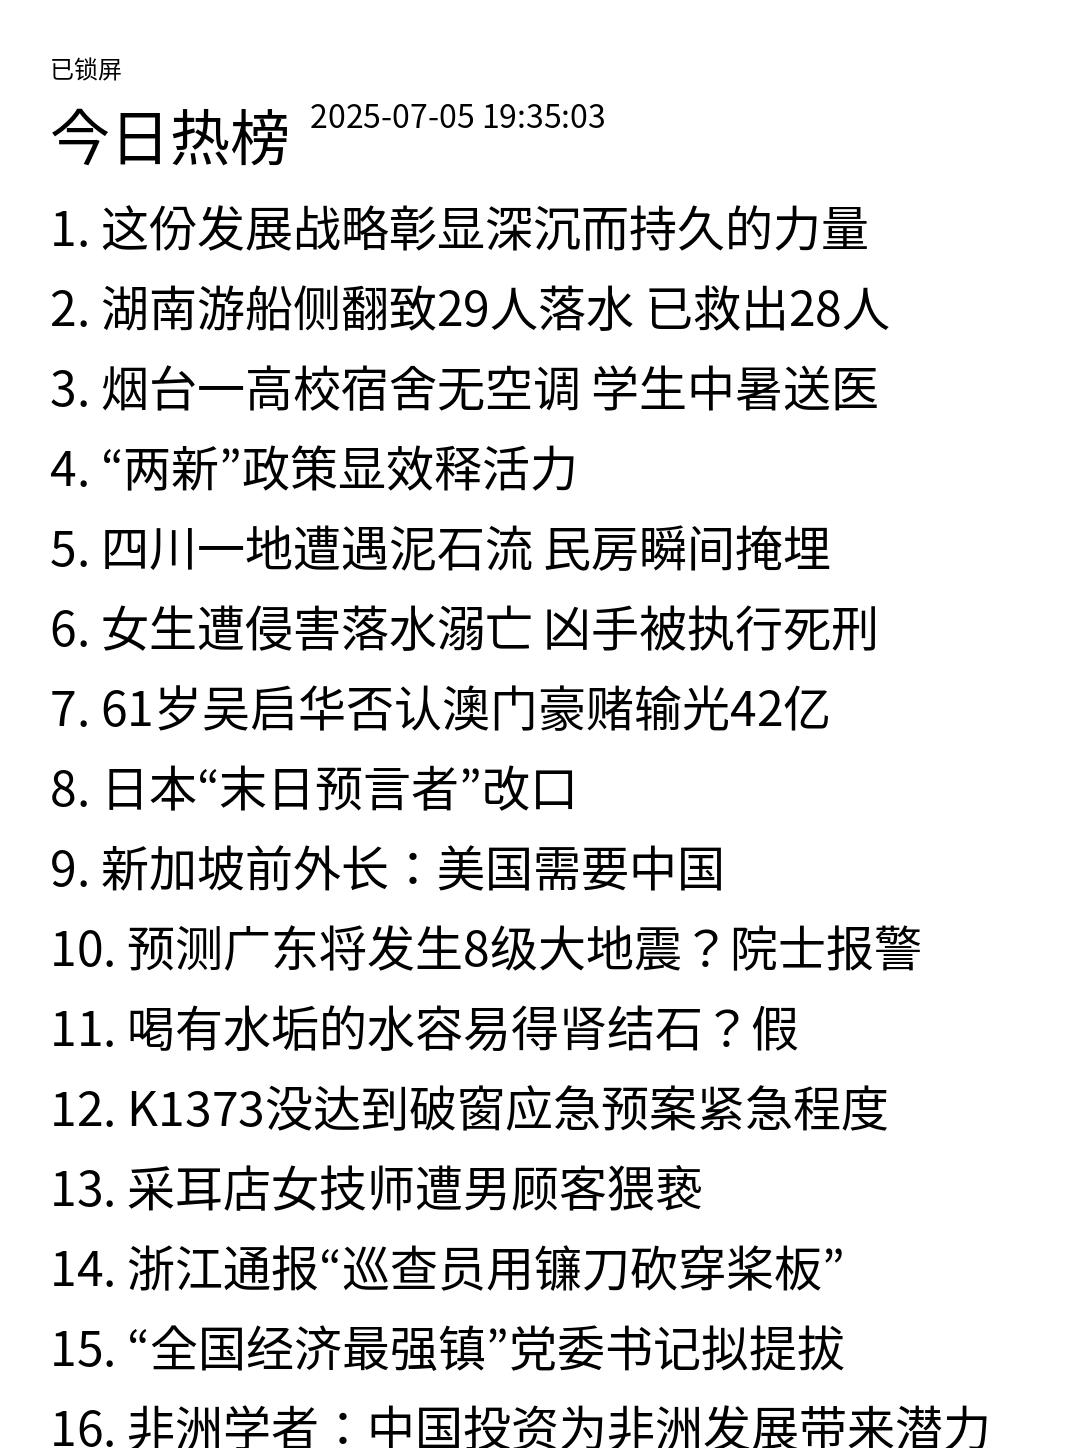 已锁屏
今日热榜 2025-07-05 19:35:03
1. 这份发展战略彰显深沉而持久的力量
2. 湖南游船侧翻致29人落水 已救出28人
3. 烟台一高校宿舍无空调 学生中暑送医
4. “两新”政策显效释活力
5. 四川一地遭遇泥石流 民房瞬间掩埋
6. 女生遭侵害落水溺亡 凶手被执行死刑
7. 61岁吴启华否认澳门豪赌输光42亿
8. 日本“末日预言者”改口
9. 新加坡前外长：美国需要中国
10. 预测广东将发生8级大地震？院士报警
11. 喝有水垢的水容易得肾结石？假
12. K1373没达到破窗应急预案紧急程度
13. 采耳店女技师遭男顾客猥亵
14. 浙江通报“巡查员用镰刀砍穿桨板”
15. “全国经济最强镇”党委书记拟提拔
16. 非洲学者：中国投资为非洲发展带来潜力